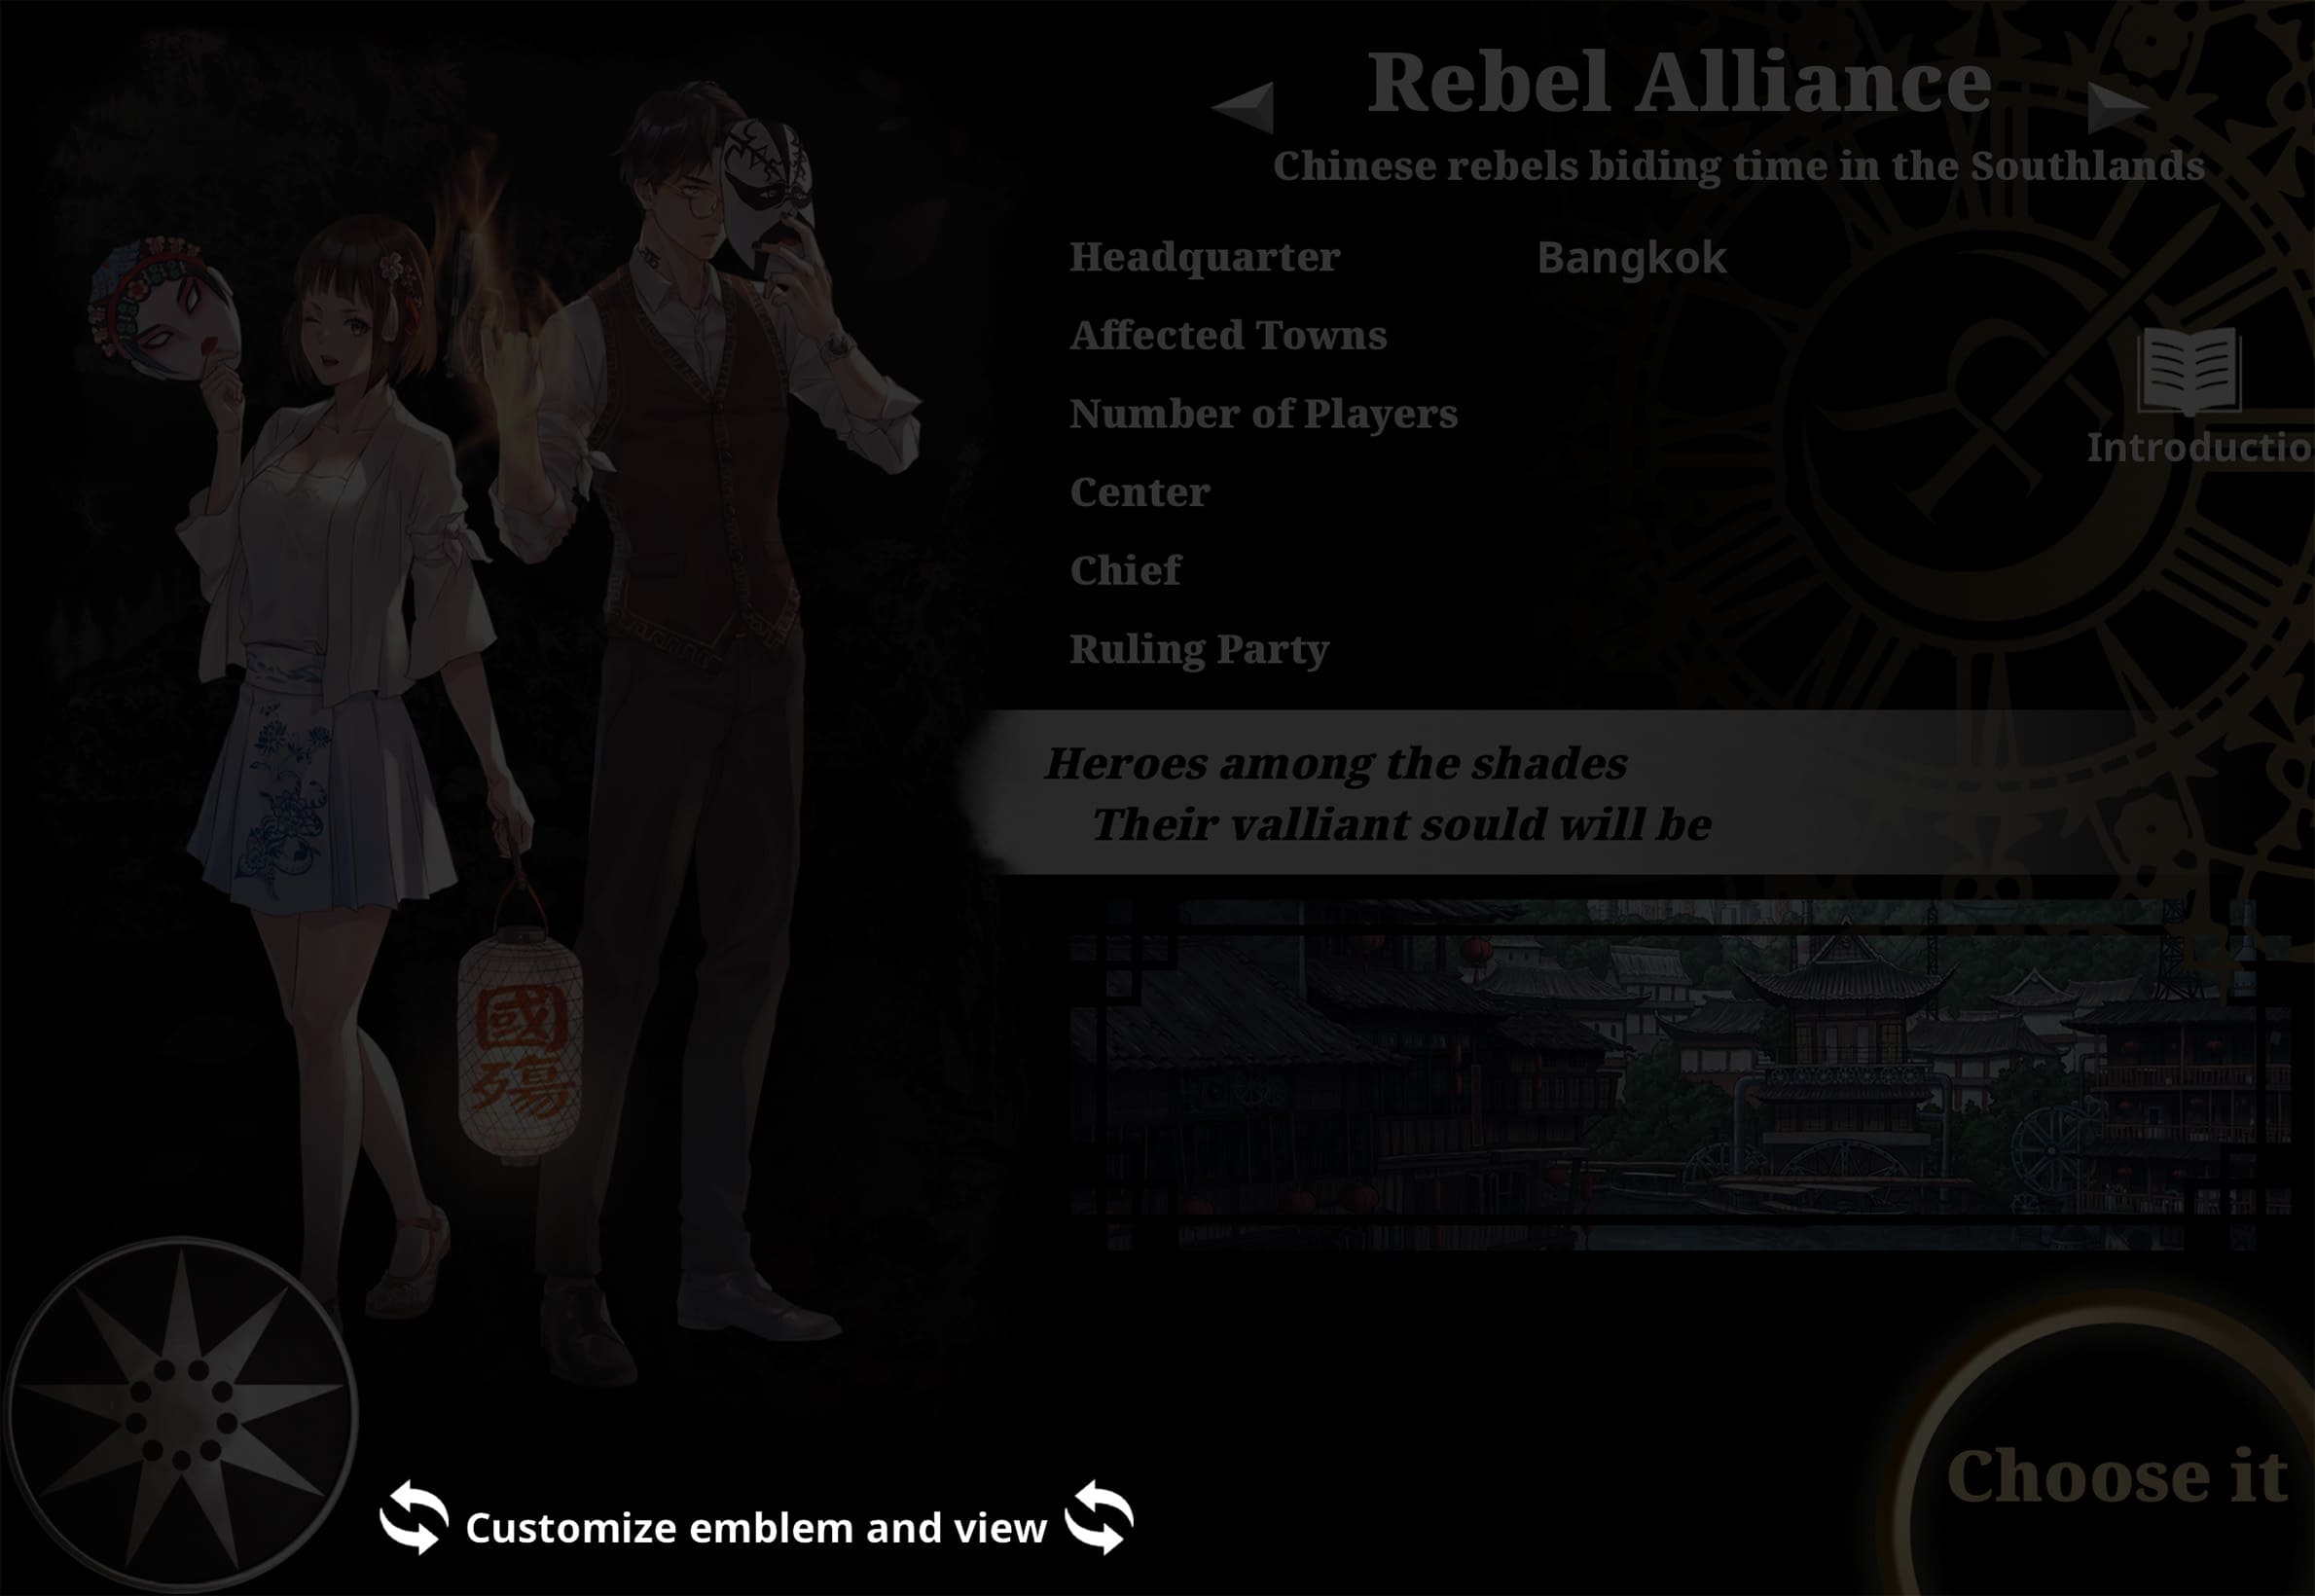 Rebel Alliance
Chinese rebels biding time in the Southlands
Headquarter Bangkok
Affected Towns
Number of Players
Center
Chief
Ruling Party
Introductio
Heroes among the shades
Their valliant sould will be
國
殤
Customize emblem and view
Choose it